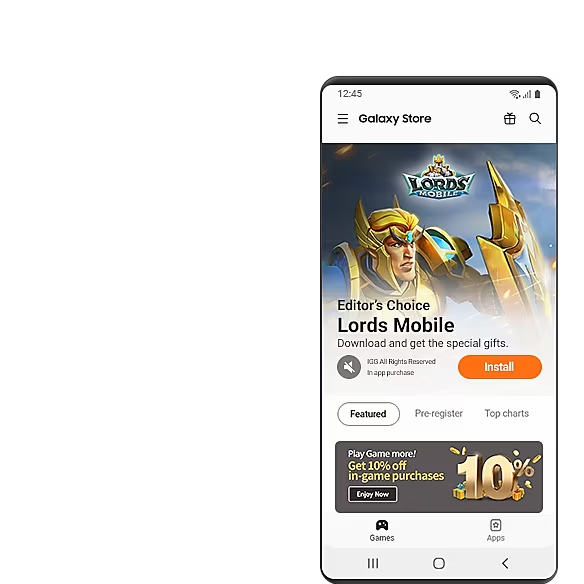 12:45
Galaxy Store
LORDS
MOBILE
Editor's Choice
Lords Mobile
Download and get the special gifts.
IGG All Rights Reserved
In app purchase
Install
Featured
Pre-register
Top charts
Play Game more!
Get 10% off
in-game purchases
Enjoy Now
10%
Games
Apps